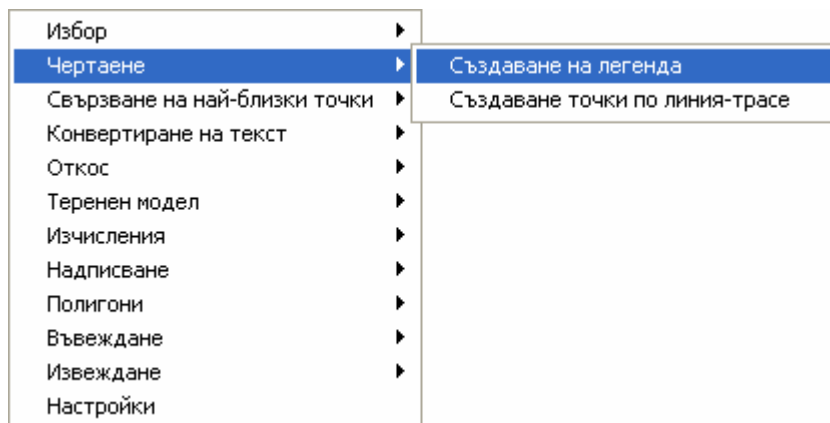 Избор
Чертаене
Създаване на легенда
Свързване на най-близки точки
Създаване точки по линия-трасе
Конвертиране на текст
Откос
Теренен модел
Изчисления
Надписване
Полигони
Въвеждане
Извеждане
Настройки